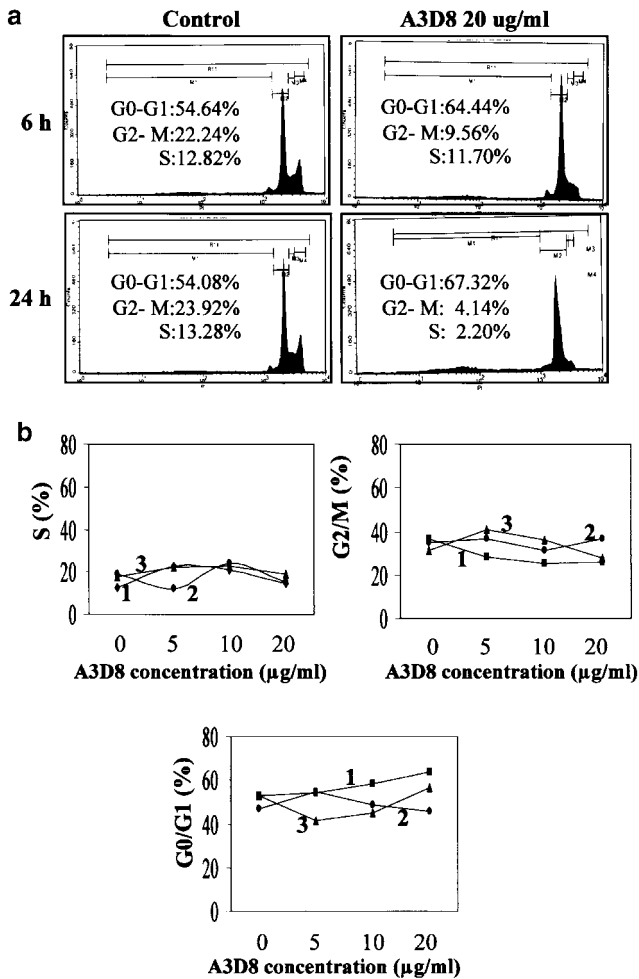 a
Control
A3D8 20 ug/ml
6 h
G0-G1:54.64%
G2- M:22.24%
S:12.82%
G0-G1:64.44%
G2- M:9.56%
S:11.70%
24 h
G0-G1:54.08%
G2- M:23.92%
S:13.28%
G0-G1:67.32%
G2- M: 4.14%
S: 2.20%
M1
M2
M3
M4
b
S (%)
80
60
40
20
0
1
2
3
0 5 10 20
A3D8 concentration (µg/ml)
G2/M (%)
80
60
40
20
0
1
2
3
0 5 10 20
A3D8 concentration (µg/ml)
G0/G1 (%)
80
60
40
20
0
1
2
3
0 5 10 20
A3D8 concentration (µg/ml)